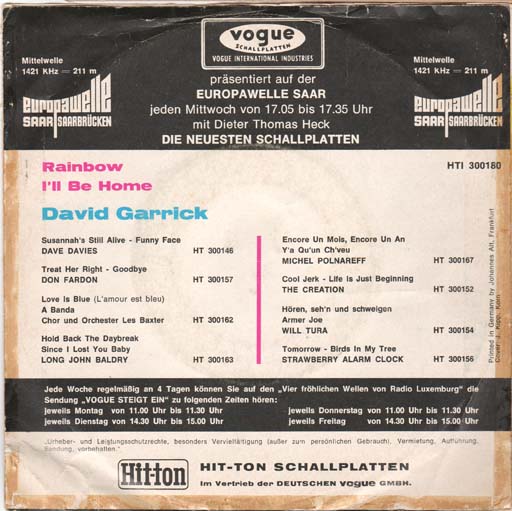 vogue
SCHALLPLATTEN
VOGUE INTERNATIONAL INDUSTRIES
Mittelwelle
1421 KHz — 211 m
europawelle
SAAR SAARBRÜCKEN
präsentiert auf der
EUROPAWELLE SAAR
jeden Mittwoch von 17.05 bis 17.35 Uhr
mit Dieter Thomas Heck
DIE NEUESTEN SCHALLPLATTEN
Mittelwelle
1421 KHz — 211 m
europawelle
SAAR SAARBRÜCKEN
Rainbow
I'll Be Home
HTI 300180
David Garrick
Susannah's Still Alive - Funny Face
DAVE DAVIES HT 300146
Treat Her Right - Goodbye
DON FARDON HT 300157
Love is Blue (L'amour est bleu)
A Banda
Chor und Orchester Les Baxter HT 300162
Hold Back The Daybreak
Since I Lost You Baby
LONG JOHN BALDRY HT 300163
Encore Un Mois, Encore Un An
Y'a Qu'un Ch'veu
MICHEL POLNAREFF HT 300167
Cool Jerk - Life Is Just Beginning
THE CREATION HT 300152
Hören, seh'n und schweigen
Armer Joe
WILL TURA HT 300154
Tomorrow - Birds In My Tree
STRAWBERRY ALARM CLOCK HT 300156
Printed in Germany by Johannes Alt, Frankfurt
Cover: J. Kipp, Köln
Jede Woche regelmäßig an 4 Tagen können Sie auf den „Vier fröhlichen Wellen von Radio Luxemburg" die
Sendung „VOGUE STEIGT EIN" zu folgenden Zeiten hören:
jeweils Montag von 11.00 Uhr bis 11.30 Uhr
jeweils Dienstag von 14.30 Uhr bis 15.00 Uhr
jeweils Donnerstag von 11.00 Uhr bis 11.30 Uhr
jeweils Freitag von 14.30 Uhr bis 15.00 Uhr
„Urheber- und Leistungsschutzrechte, besonders Vervielfältigung (außer zum persönlichen Gebrauch), Vermietung, Aufführung,
Sendung, vorbehalten."
Hit-ton
HIT-TON SCHALLPLATTEN
Im Vertrieb der DEUTSCHEN vogue GMBH.